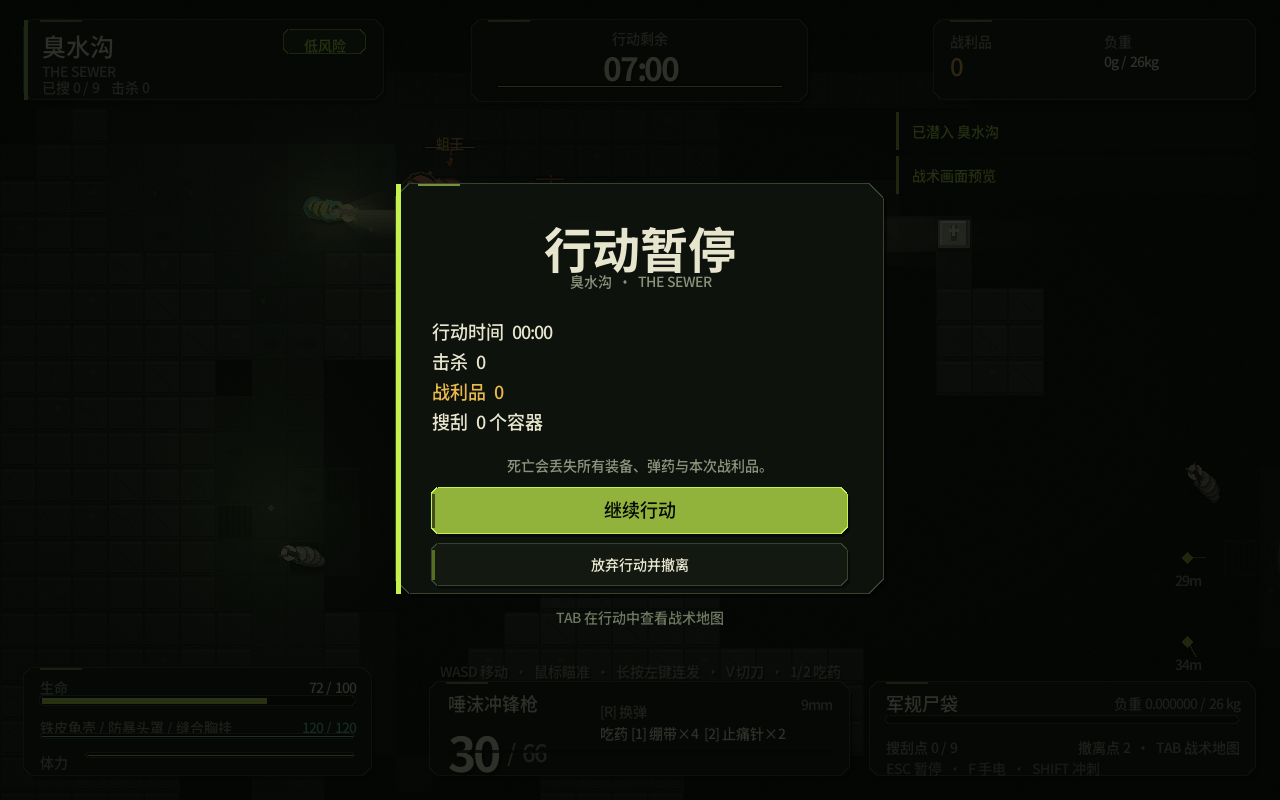 臭水沟
低风险
THE SEWER
已搜 0 / 9 击杀 0
行动剩余
07:00
战利品
0
负重
0g / 26kg
已潜入 臭水沟
战术画面预览
蛆王
行动暂停
臭水沟 · THE SEWER
行动时间 00:00
击杀 0
战利品 0
搜刮 0 个容器
死亡会丢失所有装备、弹药与本次战利品。
继续行动
放弃行动并撤离
TAB 在行动中查看战术地图
29m
34m
WASD 移动 · 鼠标瞄准 · 长按左键连发 · V 切刀 · 1/2 吃药
生命
72 / 100
铁皮龟壳 / 防暴头罩 / 缝合胸挂
120 / 120
体力
唾沫冲锋枪
30 / 66
[R] 换弹
9mm
吃药 [1] 绷带×4 [2] 止痛针×2
军规尸袋
负重 0.000000 / 26 kg
搜刮点 0 / 9
撤离点 2 · TAB 战术地图
ESC 暂停 · F 手电 · SHIFT 冲刺